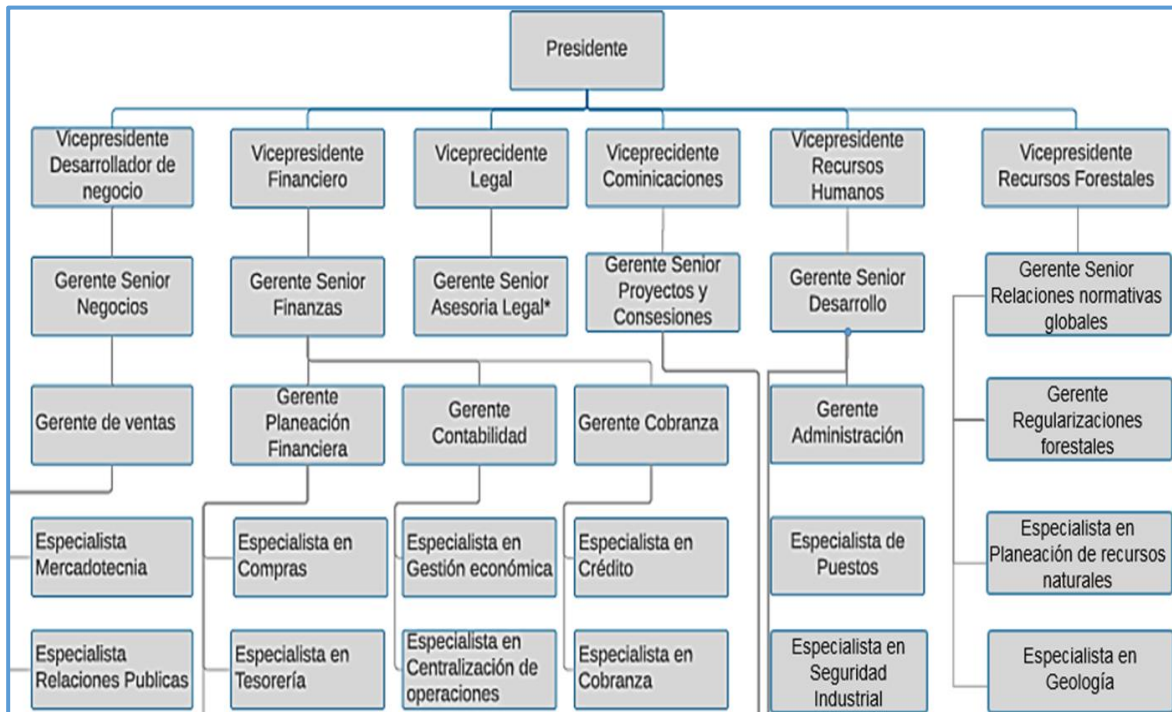 Presidente
Vicepresidente
Desarrollador de
negocio
Vicepresidente
Financiero
Viceprecidente
Legal
Viceprecidente
Cominicaciones
Vicepresidente
Recursos
Humanos
Vicepresidente
Recursos Forestales
Gerente Senior
Negocios
Gerente Senior
Finanzas
Gerente Senior
Asesoria Legal*
Gerente Senior
Proyectos y
Consesiones
Gerente Senior
Desarrollo
Gerente Senior
Relaciones normativas
globales
Gerente de ventas
Gerente
Planeación
Financiera
Gerente
Contabilidad
Gerente Cobranza
Gerente
Administración
Gerente
Regularizaciones
forestales
Especialista
Mercadotecnia
Especialista en
Compras
Especialista en
Gestión económica
Especialista en
Crédito
Especialista de
Puestos
Especialista en
Planeación de recursos
naturales
Especialista
Relaciones Publicas
Especialista en
Tesorería
Especialista en
Centralización de
operaciones
Especialista en
Cobranza
Especialista en
Seguridad
Industrial
Especialista en
Geología